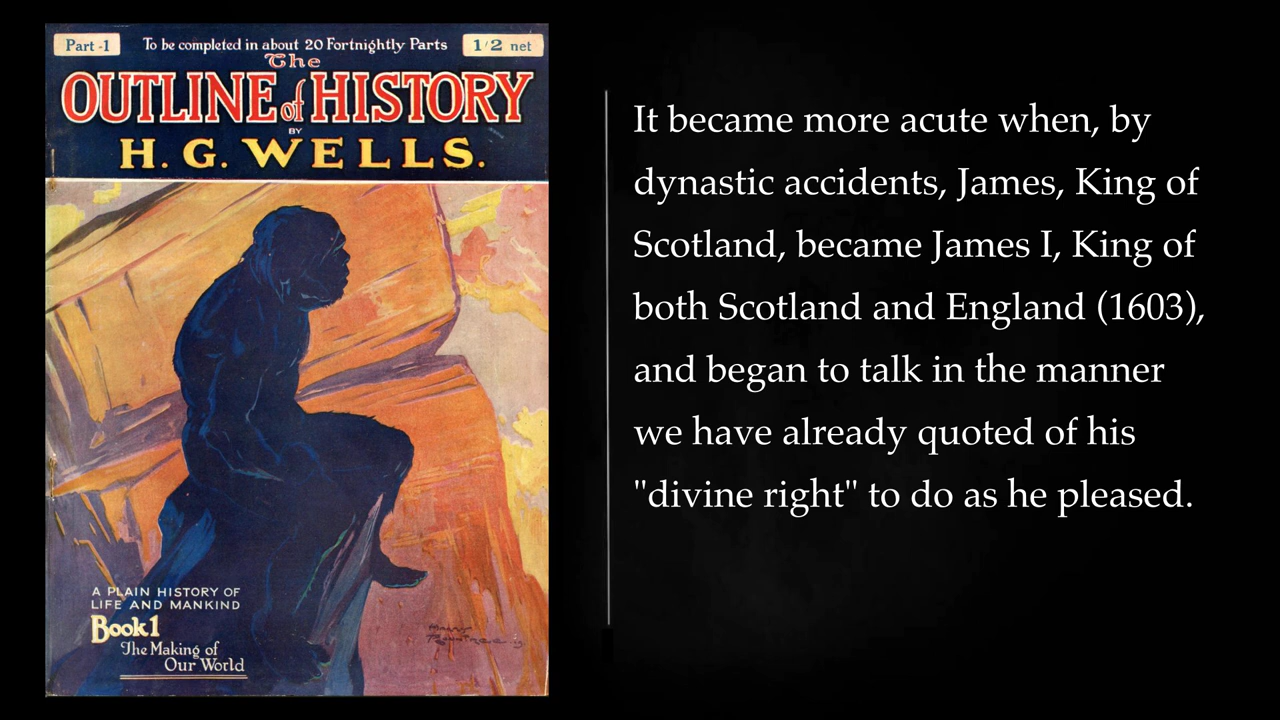 Part -1
To be completed in about 20 Fortnightly Parts
1/2 net
The
OUTLINE of HISTORY
BY
H. G. WELLS.
A PLAIN HISTORY OF
LIFE AND MANKIND
Book 1
The Making of
Our World
It became more acute when, by
dynastic accidents, James, King of
Scotland, became James I, King of
both Scotland and England (1603),
and began to talk in the manner
we have already quoted of his
"divine right" to do as he pleased.